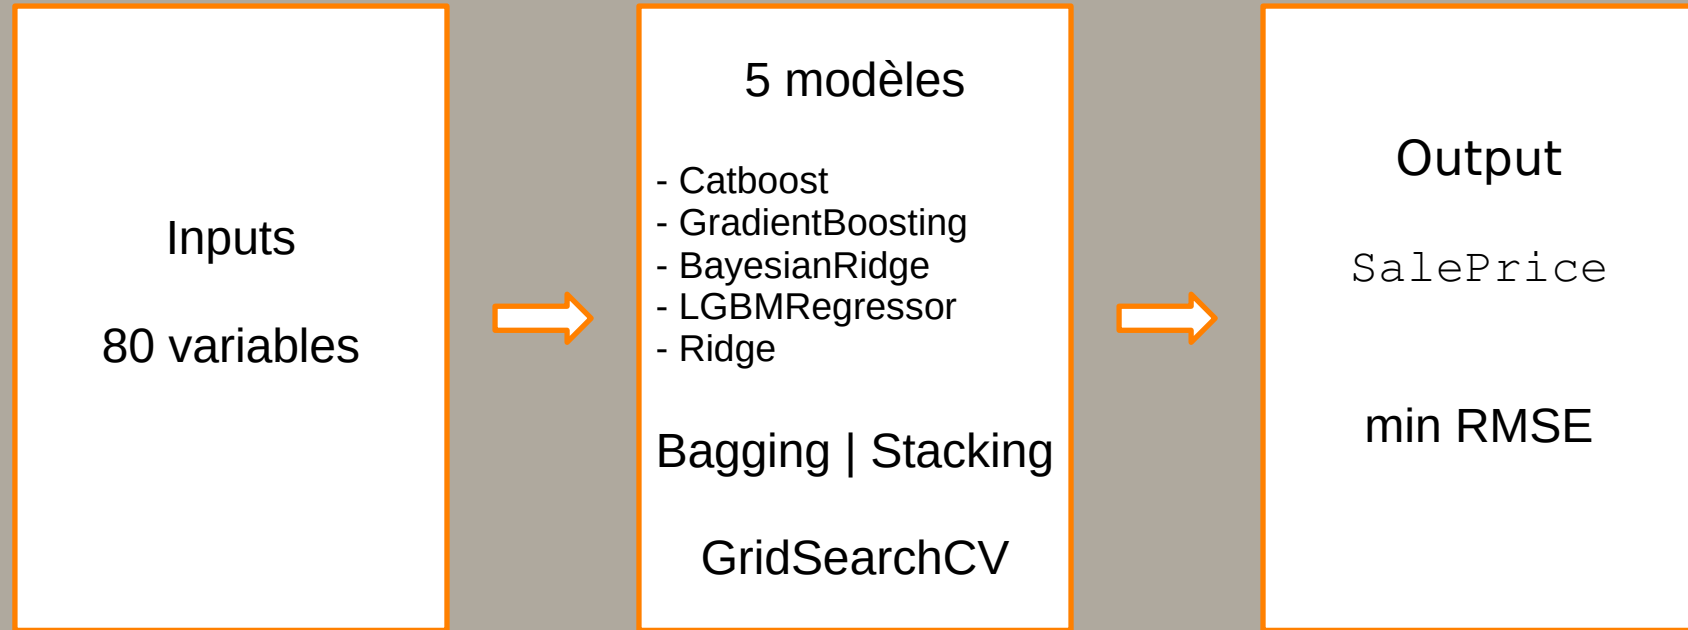 Inputs
80 variables
5 modèles
- Catboost
- GradientBoosting
- BayesianRidge
- LGBMRegressor
- Ridge
Bagging | Stacking
GridSearchCV
Output
SalePrice
min RMSE